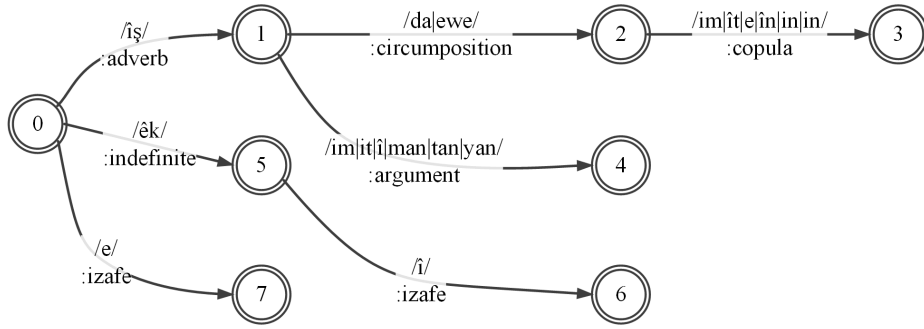 /îş/
:adverb
1
/da|ewe/
:circumposition
2
/im|ît|e|în|in|in/
:copula
3
0
/êk/
:indefinite
5
/im|it|î|man|tan|yan/
:argument
4
/e/
:izafe
7
/î/
:izafe
6